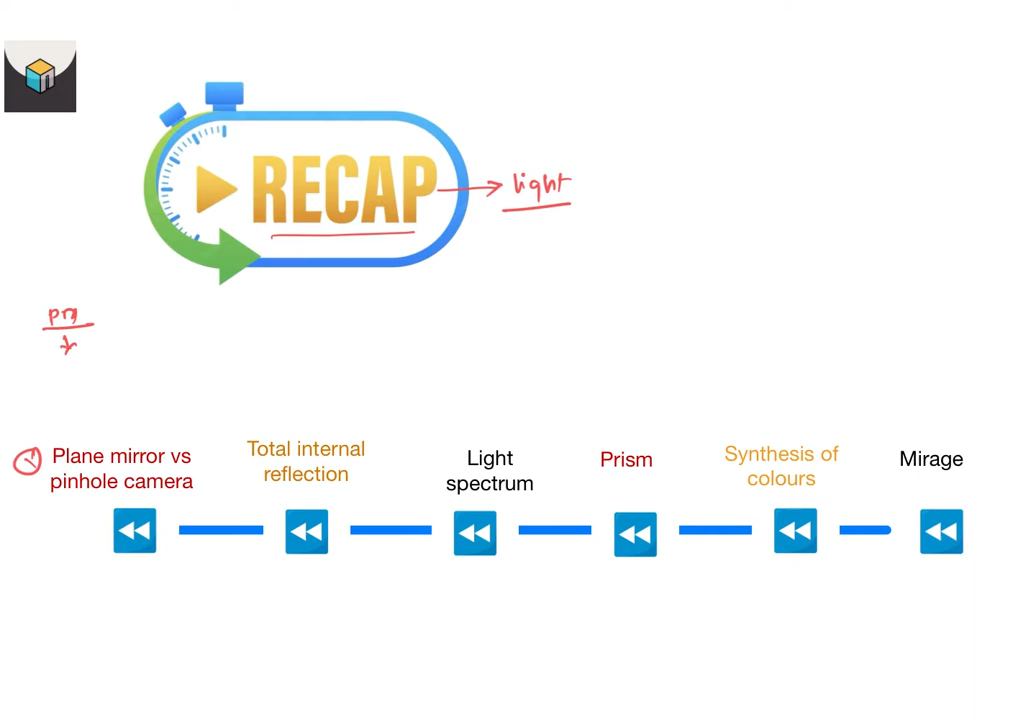 RECAP
light
Plane mirror vs
pinhole camera
Total internal
reflection
Light
spectrum
Prism
Synthesis of
colours
Mirage